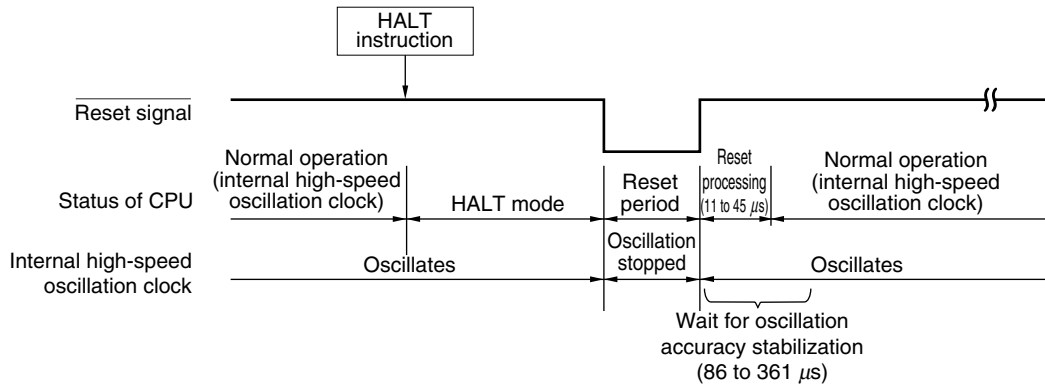 HALT
instruction
Reset signal
Normal operation
(internal high-speed
oscillation clock)
Reset
period
Reset
processing
(11 to 45 μs)
Normal operation
(internal high-speed
oscillation clock)
Status of CPU
HALT mode
Internal high-speed
oscillation clock
Oscillates
Oscillation
stopped
Oscillates
Wait for oscillation
accuracy stabilization
(86 to 361 μs)